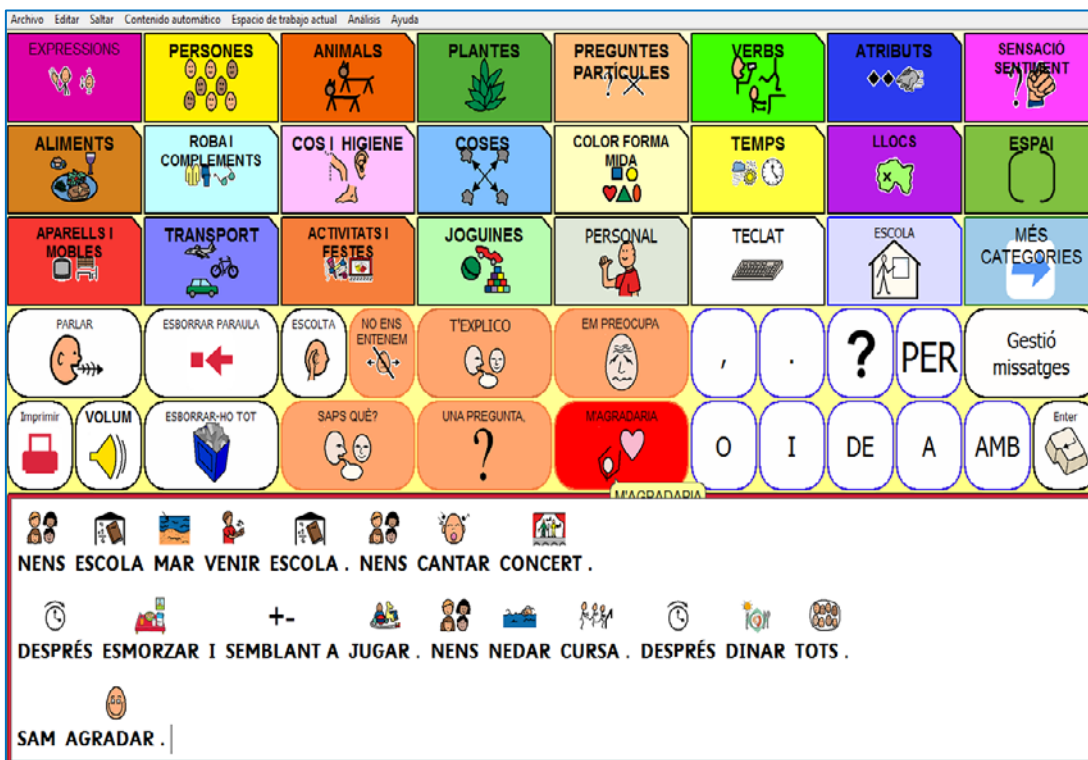 Archivo Editar Saltar Contenido automático Espacio de trabajo actual Análisis Ayuda
EXPRESSIONS
PERSONES
ANIMALS
PLANTES
PREGUNTES
PARTÍCULES
VERBS
ATRIBUTS
SENSACIÓ
SENTIMENT
ALIMENTS
ROBA I
COMPLEMENTS
COS I HIGIENE
COSES
COLOR FORMA
MIDA
TEMPS
LLOCS
ESPAI
APARELLS I
MOBLES
TRANSPORT
ACTIVITATS I
FESTES
JOGUINES
PERSONAL
TECLAT
ESCOLA
MÉS
CATEGORIES
PARLAR
ESBORRAR PARAULA
ESCOLTA
NO ENS
ENTENEM
T'EXPLICO
EM PREOCUPA
,
.
?
PER
Gestió
missatges
Imprimir
VOLUM
ESBORRAR-HO TOT
SAPS QUÈ?
UNA PREGUNTA,
M'AGRADARIA
O
I
DE
A
AMB
Enter
M'AGRADARIA
NENS ESCOLA MAR VENIR ESCOLA . NENS CANTAR CONCERT .
+-
DESPRÉS ESMORZAR I SEMBLANT A JUGAR . NENS NEDAR CURSA . DESPRÉS DINAR TOTS .
SAM AGRADAR .